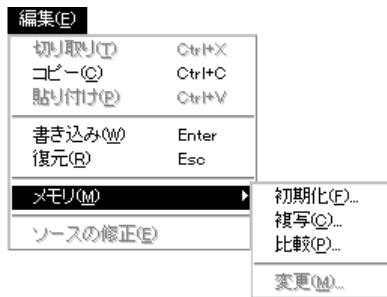 編集(E)
切り取り(T) Ctrl+X
コピー(C) Ctrl+C
貼り付け(P) Ctrl+V
書き込み(W) Enter
復元(R) Esc
メモリ(M)
初期化(F)...
複写(C)...
比較(P)...
変更(M)...
ソースの修正(E)